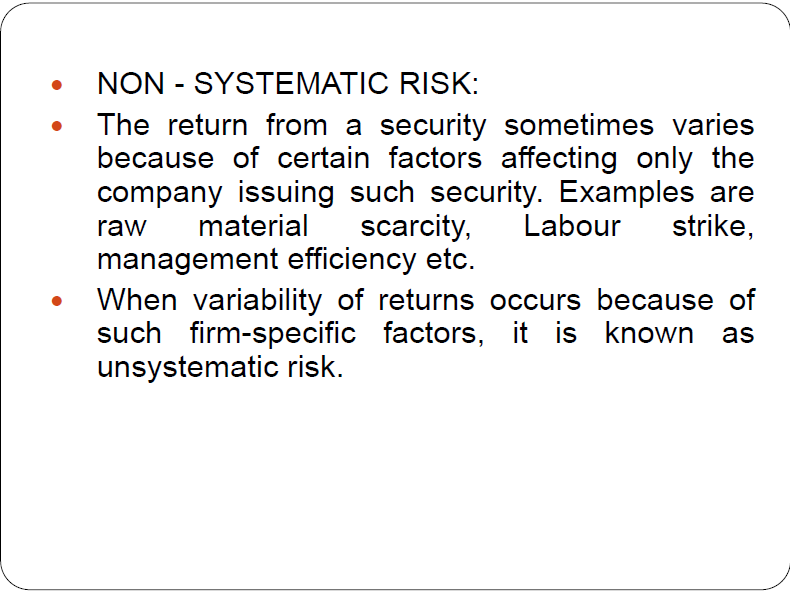 • NON - SYSTEMATIC RISK:
• The return from a security sometimes varies
because of certain factors affecting only the
company issuing such security. Examples are
raw material scarcity, Labour strike,
management efficiency etc.
• When variability of returns occurs because of
such firm-specific factors, it is known as
unsystematic risk.